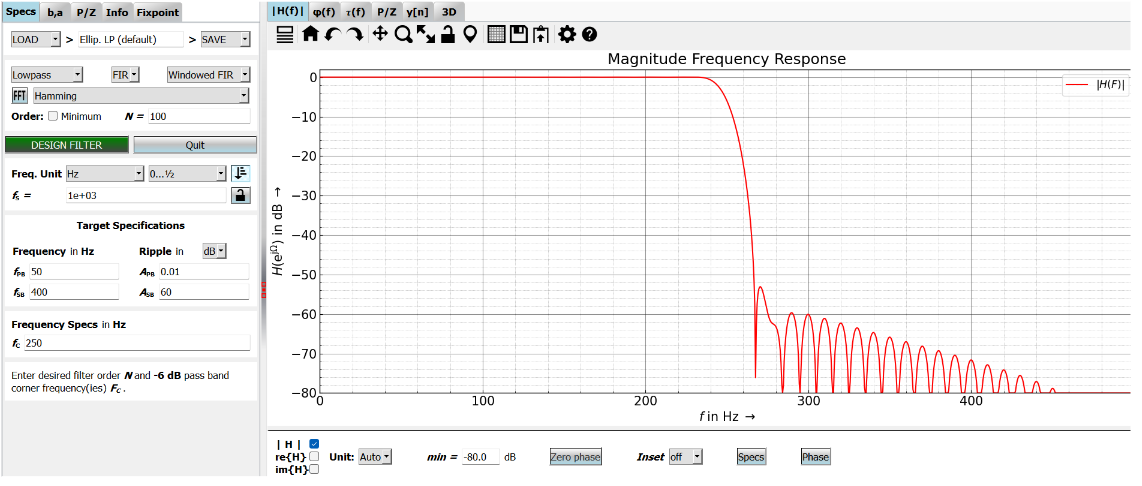 Specs b,a P/Z Info Fixpoint
LOAD > Ellip. LP (default) > SAVE
Lowpass FIR Windowed FIR
FFT Hamming
Order: Minimum N = 100
DESIGN FILTER Quit
Freq. Unit Hz 0...½
fs = 1e+03
Target Specifications
Frequency in Hz Ripple in dB
fPB 50 APB 0.01
fSB 400 ASB 60
Frequency Specs in Hz
fC 250
Enter desired filter order N and -6 dB pass band
corner frequency(ies) FC .
|H(f)| φ(f) τ(f) P/Z y[n] 3D
Magnitude Frequency Response
|H(F)|
H(e^jΩ) in dB →
0
−10
−20
−30
−40
−50
−60
−70
−80
0 100 200 300 400
f in Hz →
| H |
re{H}
im{H}
Unit: Auto min = -80.0 dB Zero phase Inset off Specs Phase